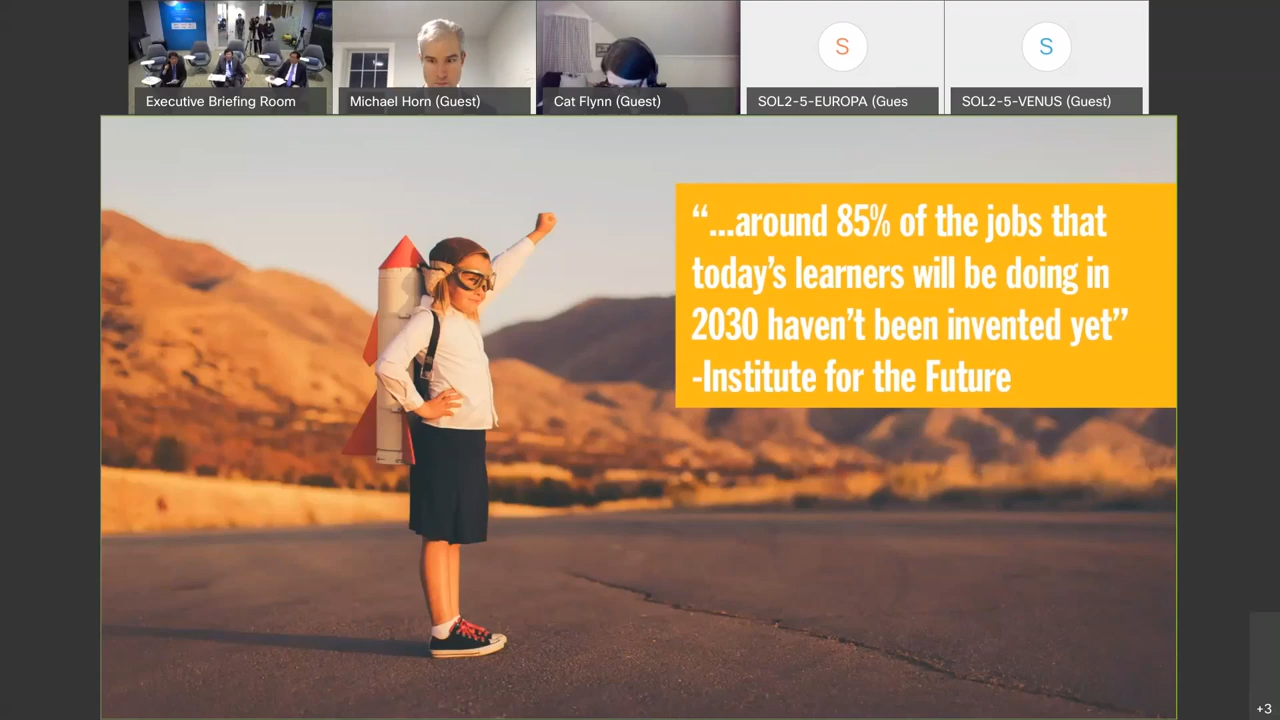 Executive Briefing Room
Michael Horn (Guest)
Cat Flynn (Guest)
S
SOL2-5-EUROPA (Gues
S
SOL2-5-VENUS (Guest)
“...around 85% of the jobs that
today’s learners will be doing in
2030 haven’t been invented yet”
-Institute for the Future
+3